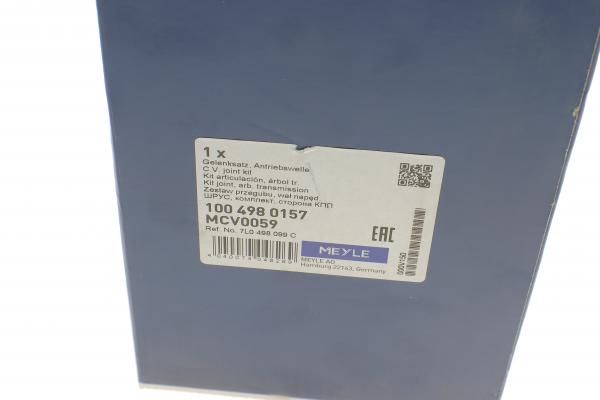 1 x
Gelenksatz, Antriebswelle
C.V. joint kit
Kit articulación, árbol tr.
Kit joint, arb. transmission
Zestaw przegubu, wał napęd.
ШРУС, комплект, сторона КПП
100 498 0157
MCV0059
Ref. No. 7L0 498 099 C
EAC
MEYLE
MEYLE AG
Hamburg 22143, Germany